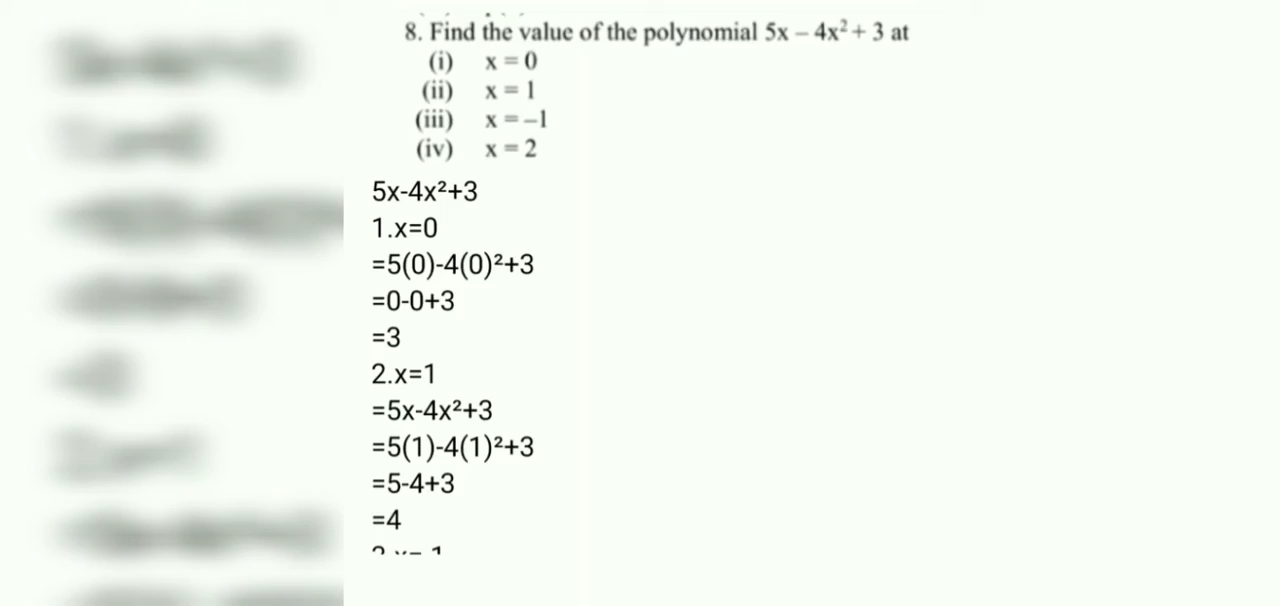 8. Find the value of the polynomial 5x – 4x² + 3 at
(i) x = 0
(ii) x = 1
(iii) x = –1
(iv) x = 2
5x-4x²+3
1.x=0
=5(0)-4(0)²+3
=0-0+3
=3
2.x=1
=5x-4x²+3
=5(1)-4(1)²+3
=5-4+3
=4